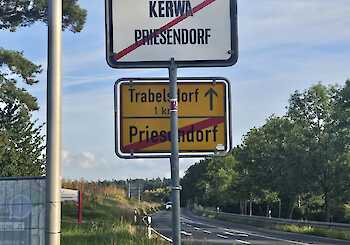 KERWA
PRIESENDORF
Trabelsdorf
1 km
Priesendorf